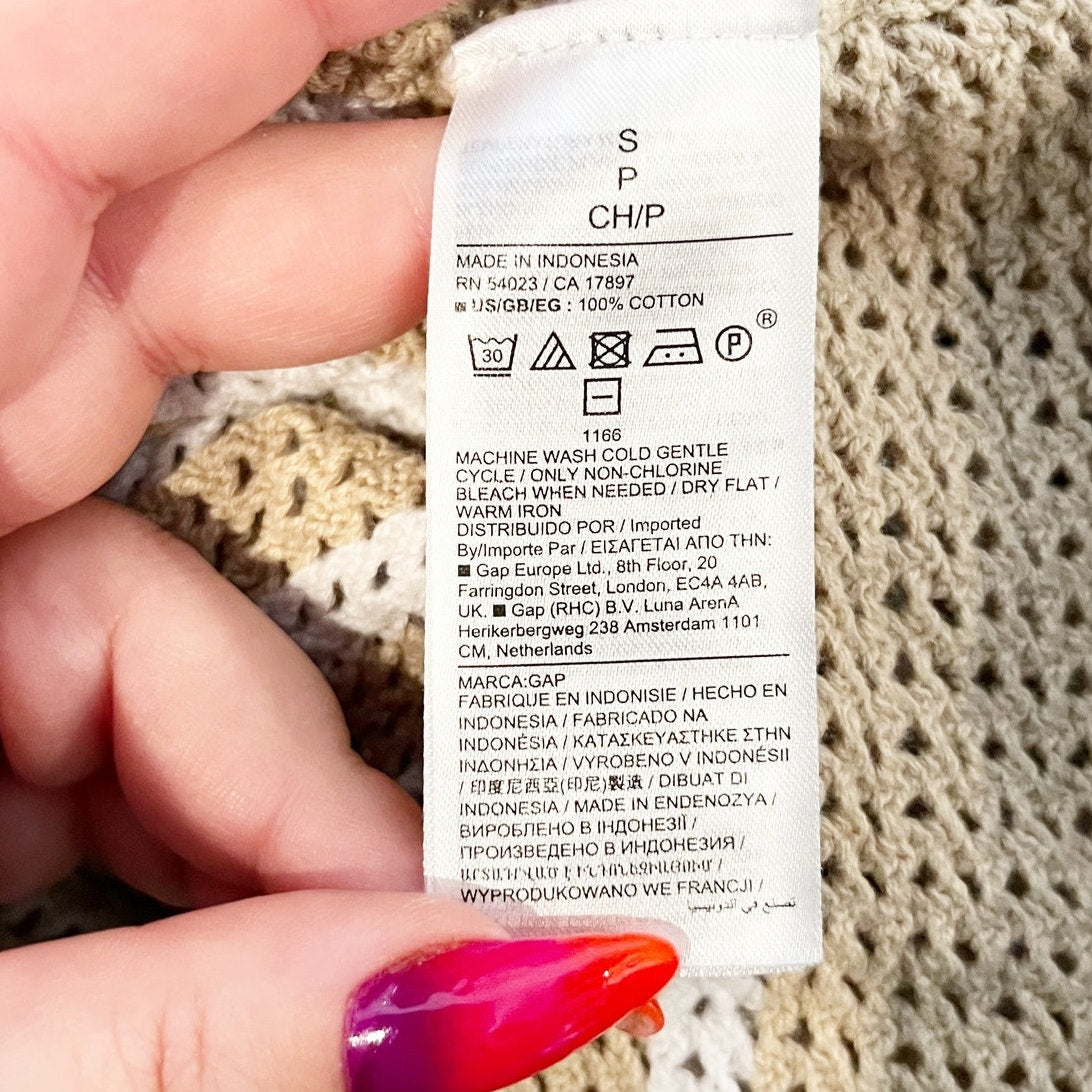 S
P
CH/P
MADE IN INDONESIA
RN 54023 / CA 17897
US/GB/EG : 100% COTTON
30 P ®
1166
MACHINE WASH COLD GENTLE
CYCLE / ONLY NON-CHLORINE
BLEACH WHEN NEEDED / DRY FLAT /
WARM IRON
DISTRIBUIDO POR / Imported
By/Importe Par / ΕΙΣΑΓΕΤΑΙ ΑΠΟ ΤΗΝ:
Gap Europe Ltd., 8th Floor, 20
Farringdon Street, London, EC4A 4AB,
UK. Gap (RHC) B.V. Luna ArenA
Herikerbergweg 238 Amsterdam 1101
CM, Netherlands
MARCA:GAP
FABRIQUE EN INDONISIE / HECHO EN
INDONESIA / FABRICADO NA
INDONÉSIA / ΚΑΤΑΣΚΕΥΑΣΤΗΚΕ ΣΤΗΝ
ΙΝΔΟΝΗΣΙΑ / VYROBENO V INDONÉSII
/ 印度尼西亞(印尼)製造 / DIBUAT DI
INDONESIA / MADE IN ENDENOZYA /
ВИРОБЛЕНО В ІНДОНЕЗІЇ /
ПРОИЗВЕДЕНО В ИНДОНЕЗИЯ /
WYPRODUKOWANO WE FRANCJI /
تصنع في